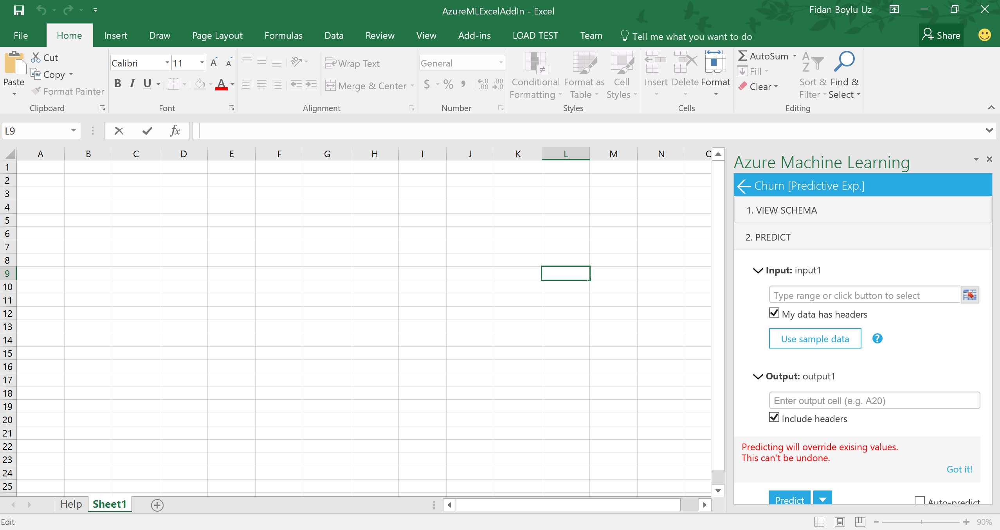 AzureMLExcelAddIn - Excel
Fidan Boylu Uz
File Home Insert Draw Page Layout Formulas Data Review View Add-ins LOAD TEST Team Tell me what you want to do Share
Paste
Cut
Copy
Format Painter
Clipboard
Calibri 11 A A
B I U A
Font
Wrap Text
Merge & Center
Alignment
General
$ % , .0 .00 .00 .0
Number
Conditional Formatting
Format as Table
Cell Styles
Styles
Insert Delete Format
Cells
AutoSum
Fill
Clear
A Z
Sort & Filter
Find & Select
Editing
L9 fx
A B C D E F G H I J K L M N
1
2
3
4
5
6
7
8
9
10
11
12
13
14
15
16
17
18
19
20
21
22
23
24
25
Help Sheet1
Edit
90%
Azure Machine Learning
Churn [Predictive Exp.]
1. VIEW SCHEMA
2. PREDICT
Input: input1
Type range or click button to select
My data has headers
Use sample data ?
Output: output1
Enter output cell (e.g. A20)
Include headers
Predicting will override exising values.
This can't be undone.
Got it!
Predict Auto-predict